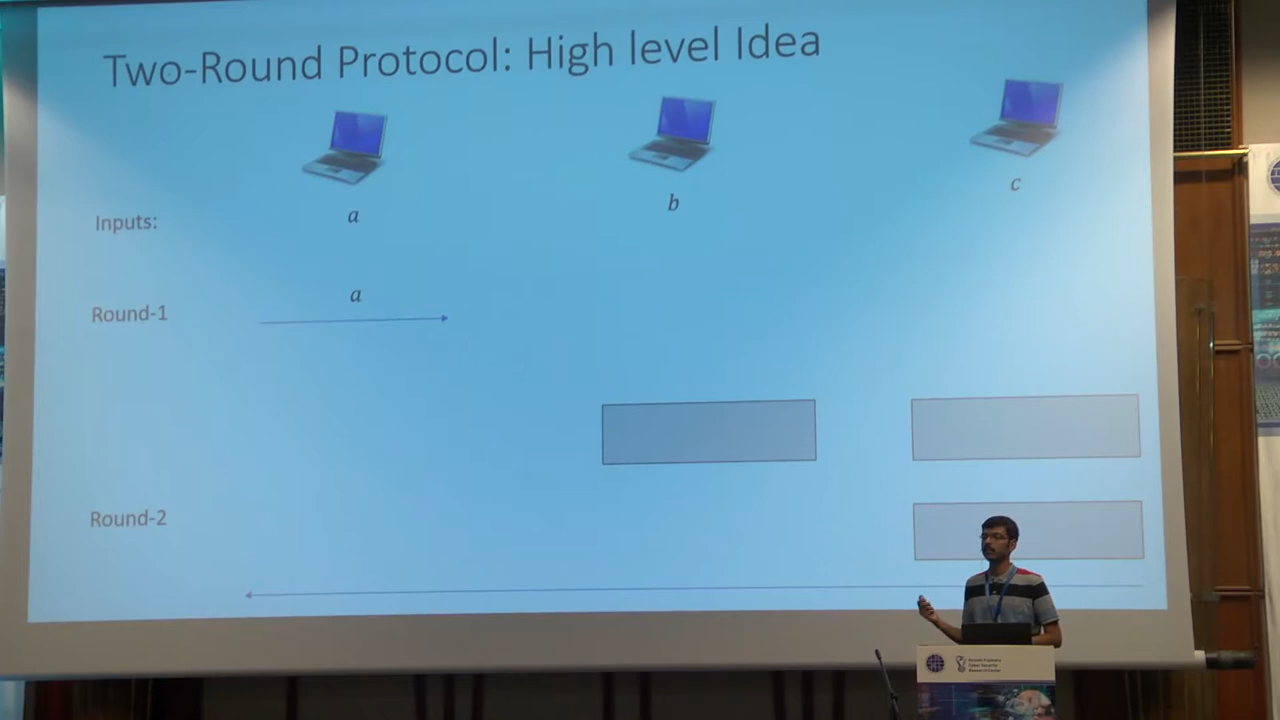 Two-Round Protocol: High level Idea
a
b
c
Inputs:
a
Round-1
Round-2